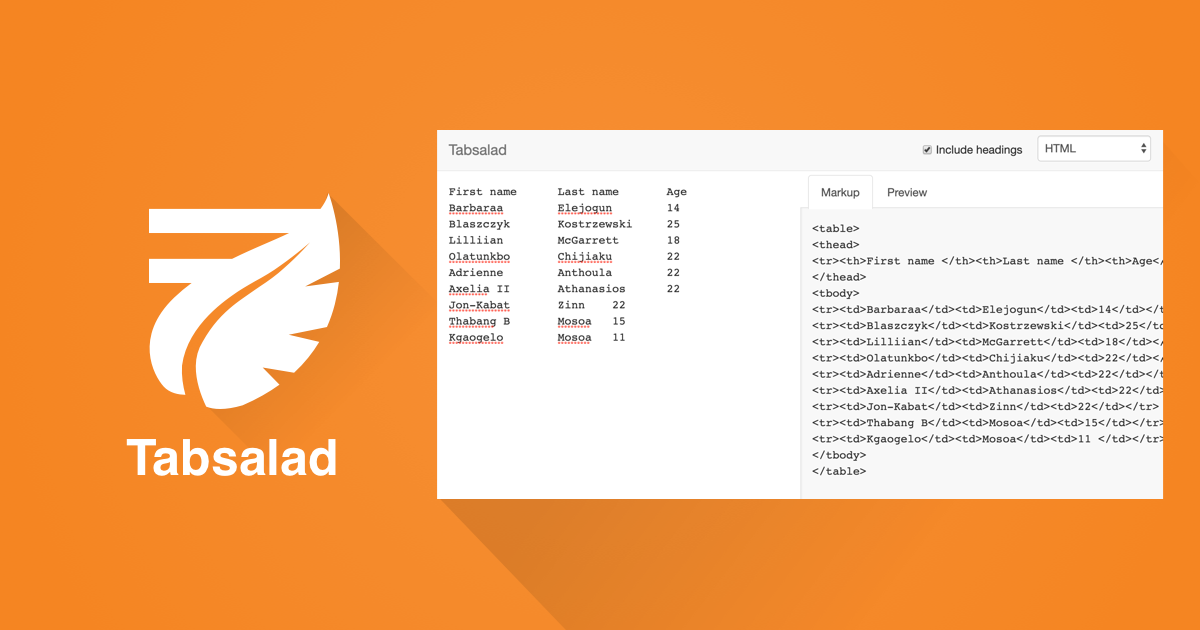 Tabsalad
Tabsalad
Include headings
HTML
First name Last name Age
Barbaraa Elejogun 14
Blaszczyk Kostrzewski 25
Lilliian McGarrett 18
Olatunkbo Chijiaku 22
Adrienne Anthoula 22
Axelia II Athanasios 22
Jon-Kabat Zinn 22
Thabang B Mosoa 15
Kgaogelo Mosoa 11
Markup Preview
<table>
<thead>
<tr><th>First name </th><th>Last name </th><th>Age</
</thead>
<tbody>
<tr><td>Barbaraa</td><td>Elejogun</td><td>14</td></t
<tr><td>Blaszczyk</td><td>Kostrzewski</td><td>25</td
<tr><td>Lilliian</td><td>McGarrett</td><td>18</td></
<tr><td>Olatunkbo</td><td>Chijiaku</td><td>22</td></
<tr><td>Adrienne</td><td>Anthoula</td><td>22</td></t
<tr><td>Axelia II</td><td>Athanasios</td><td>22</td>
<tr><td>Jon-Kabat</td><td>Zinn</td><td>22</td></tr>
<tr><td>Thabang B</td><td>Mosoa</td><td>15</td></tr>
<tr><td>Kgaogelo</td><td>Mosoa</td><td>11 </td></tr>
</tbody>
</table>